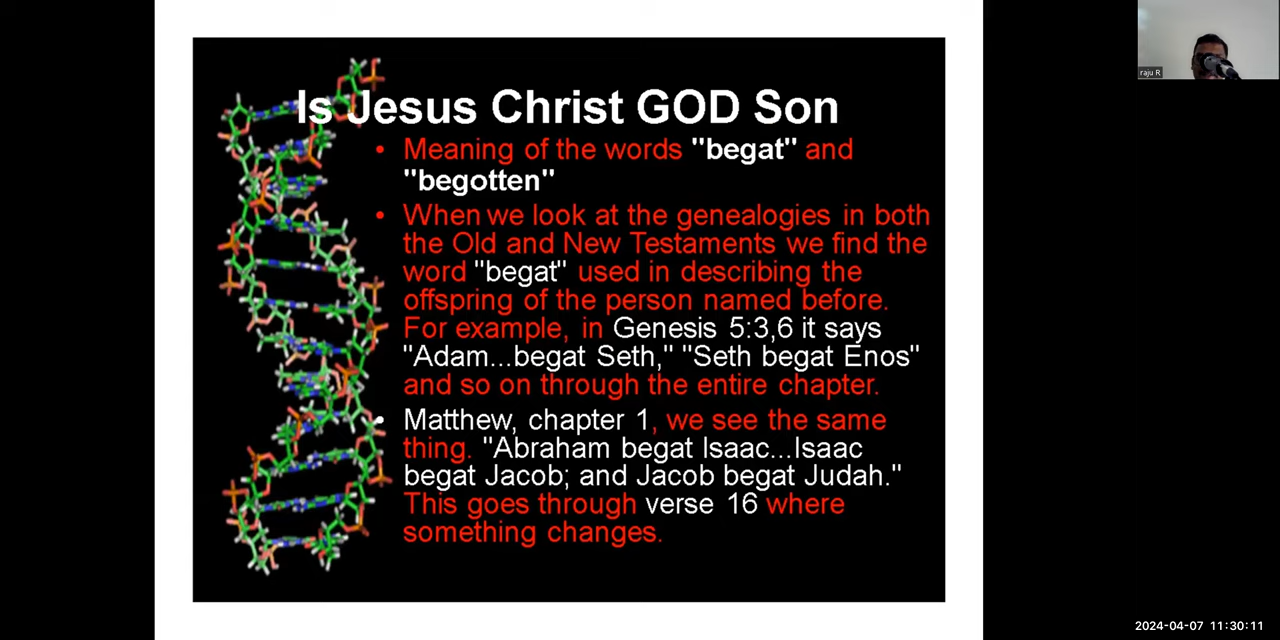 Is Jesus Christ GOD Son
• Meaning of the words "begat" and
"begotten"
• When we look at the genealogies in both
the Old and New Testaments we find the
word "begat" used in describing the
offspring of the person named before.
For example, in Genesis 5:3,6 it says
"Adam...begat Seth," "Seth begat Enos"
and so on through the entire chapter.
• Matthew, chapter 1, we see the same
thing. "Abraham begat Isaac...Isaac
begat Jacob; and Jacob begat Judah."
This goes through verse 16 where
something changes.
raju R
2024-04-07 11:30:11